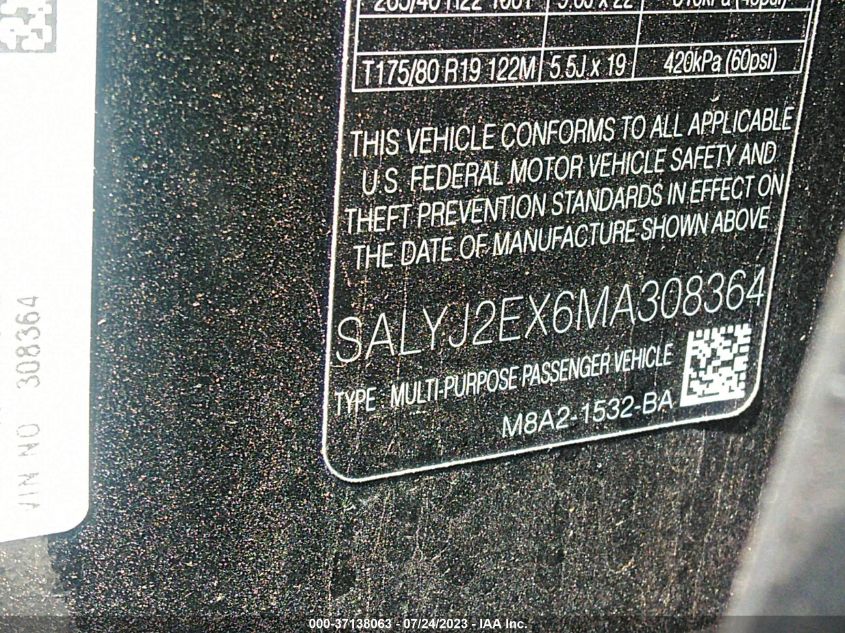 T175/80 R19 122M 5.5J x 19 420kPa (60psi)
THIS VEHICLE CONFORMS TO ALL APPLICABLE
U.S. FEDERAL MOTOR VEHICLE SAFETY AND
THEFT PREVENTION STANDARDS IN EFFECT ON
THE DATE OF MANUFACTURE SHOWN ABOVE
SALYJ2EX6MA308364
TYPE : MULTI-PURPOSE PASSENGER VEHICLE
M8A2-1532-BA
VIN NO 308364
000-37138063 - 07/24/2023 - IAA Inc.